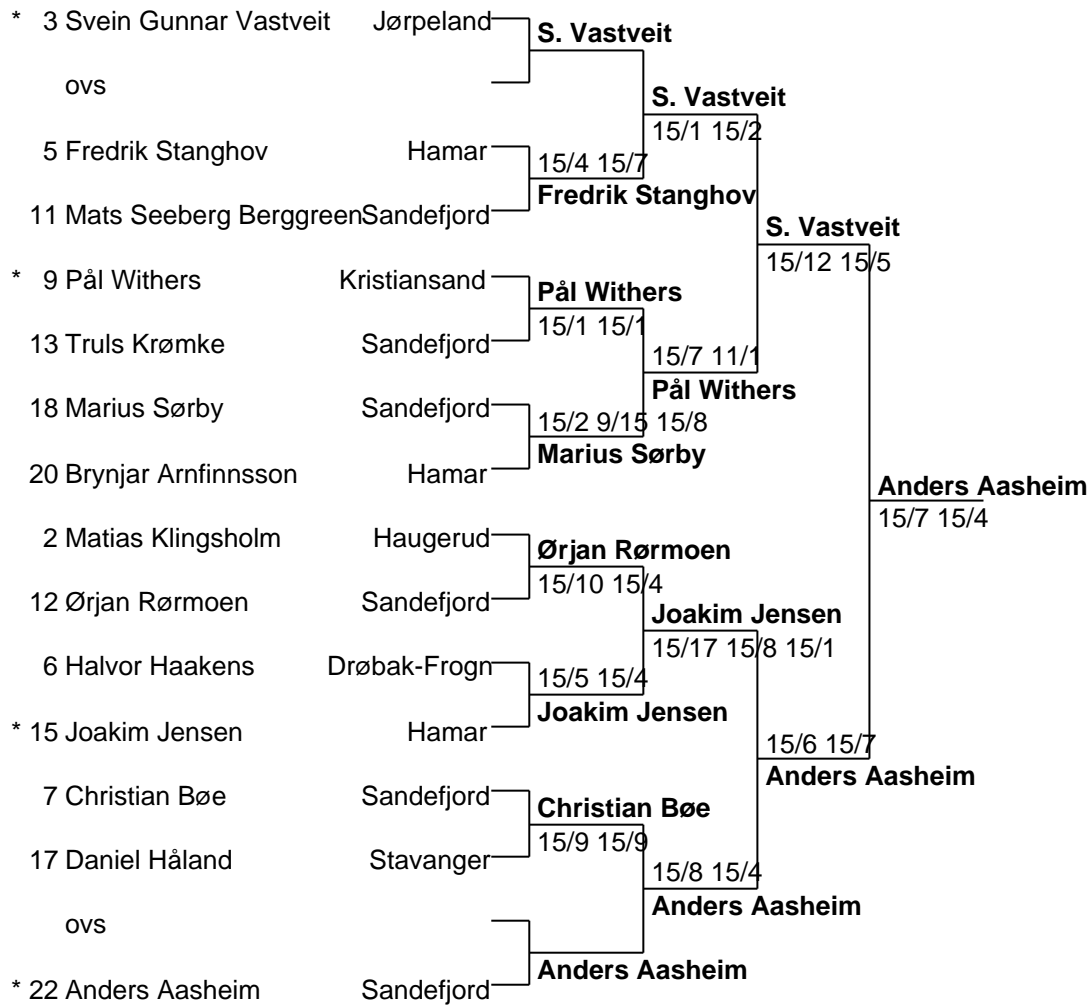 * 3 Svein Gunnar Vastveit Jørpeland
S. Vastveit
ovs
S. Vastveit
15/1 15/2
5 Fredrik Stanghov Hamar
15/4 15/7
Fredrik Stanghov
11 Mats Seeberg Berggreen Sandefjord
S. Vastveit
15/12 15/5
* 9 Pål Withers Kristiansand
Pål Withers
15/1 15/1
13 Truls Krømke Sandefjord
15/7 11/1
Pål Withers
18 Marius Sørby Sandefjord
15/2 9/15 15/8
Marius Sørby
20 Brynjar Arnfinnsson Hamar
Anders Aasheim
15/7 15/4
2 Matias Klingsholm Haugerud
Ørjan Rørmoen
15/10 15/4
12 Ørjan Rørmoen Sandefjord
Joakim Jensen
15/17 15/8 15/1
6 Halvor Haakens Drøbak-Frogn
15/5 15/4
Joakim Jensen
* 15 Joakim Jensen Hamar
15/6 15/7
Anders Aasheim
7 Christian Bøe Sandefjord
Christian Bøe
15/9 15/9
17 Daniel Håland Stavanger
15/8 15/4
Anders Aasheim
ovs
Anders Aasheim
* 22 Anders Aasheim Sandefjord